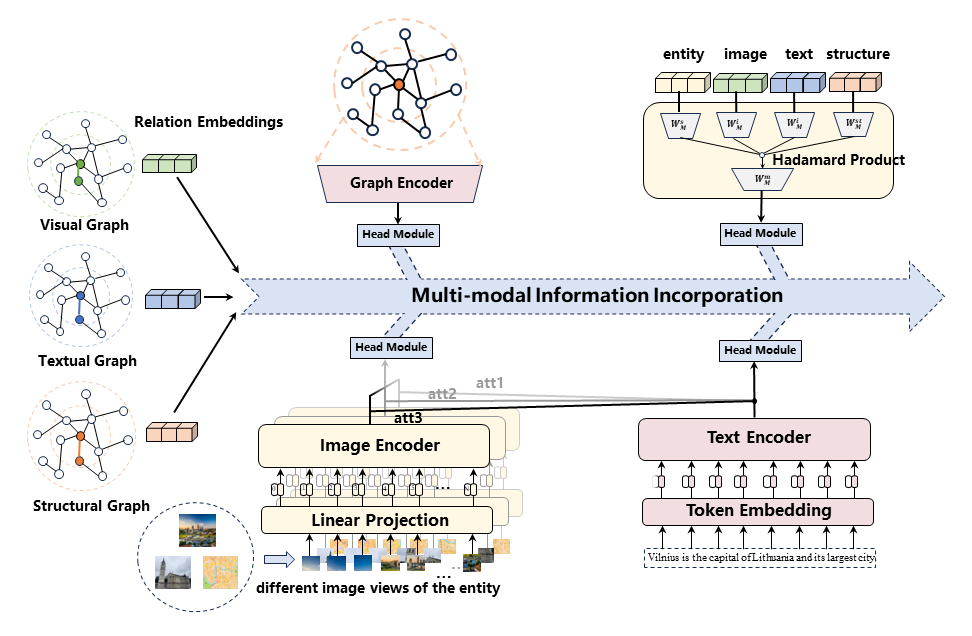 entity image text structure
Relation Embeddings
W_M^s W_M^i W_M^i W_M^st
Hadamard Product
Graph Encoder
W_M^m
Visual Graph
Head Module
Head Module
Multi-modal Information Incorporation
Textual Graph
Head Module
Head Module
att1
att2
att3
Image Encoder
Text Encoder
...
Structural Graph
Linear Projection
Token Embedding
Vilnius is the capital of Lithuania and its largest city
...
...
different image views of the entity